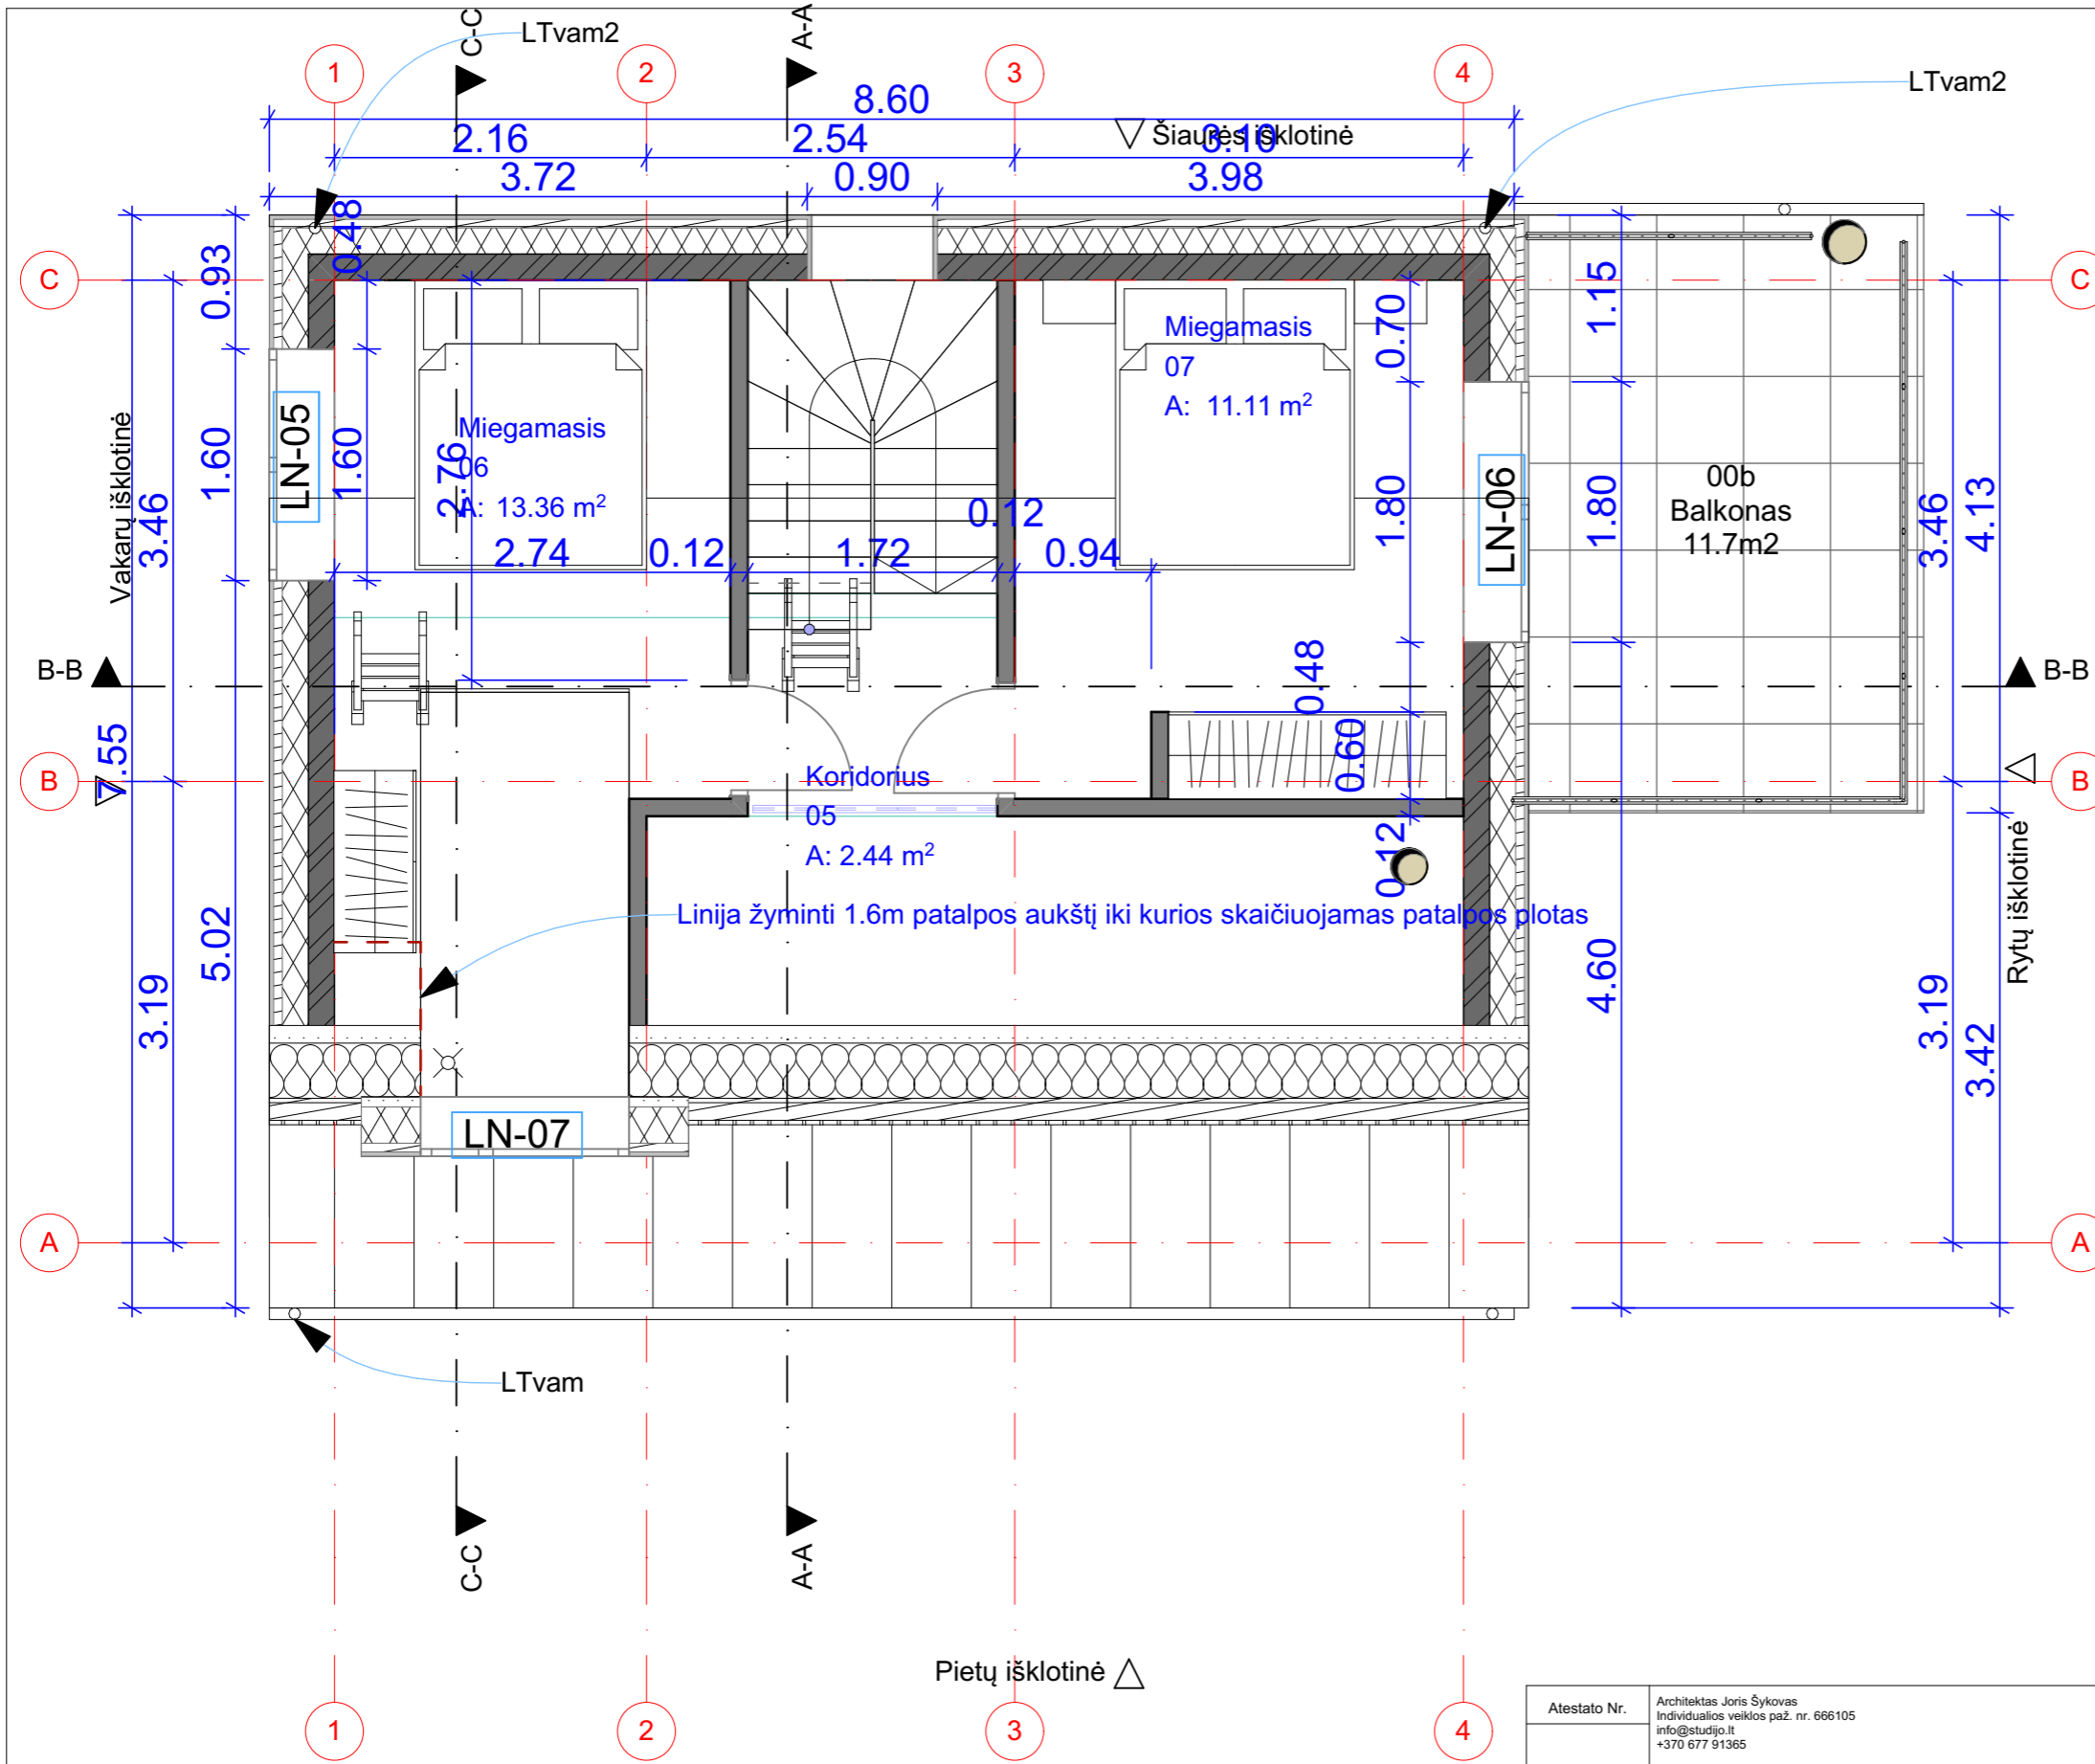 C-C
A-A
LTvam2
LTvam2
1
2
3
4
8.60
2.16
2.54
3.10
Šiaurės išklotinė
3.72
0.90
3.98
C
C
0.93
0.48
0.70
1.15
Miegamasis
06
A: 13.36 m²
Miegamasis
07
A: 11.11 m²
Vakarų išklotinė
LN-05
LN-06
1.60
1.60
2.76
3.46
1.80
1.80
00b
Balkonas
11.7m2
3.46
4.13
2.74
0.12
1.72
0.12
0.94
B-B
B-B
0.48
0.60
7.55
B
B
Koridorius
05
A: 2.44 m²
0.12
Linija žyminti 1.6m patalpos aukštį iki kurios skaičiuojamas patalpos plotas
Rytų išklotinė
5.02
3.19
4.60
3.19
3.42
LN-07
A
A
LTvam
C-C
A-A
Pietų išklotinė
1
2
3
4
Atestato Nr.
Architektas Joris Šykovas
Individualios veiklos paž. nr. 666105
info@studijo.lt
+370 677 91365